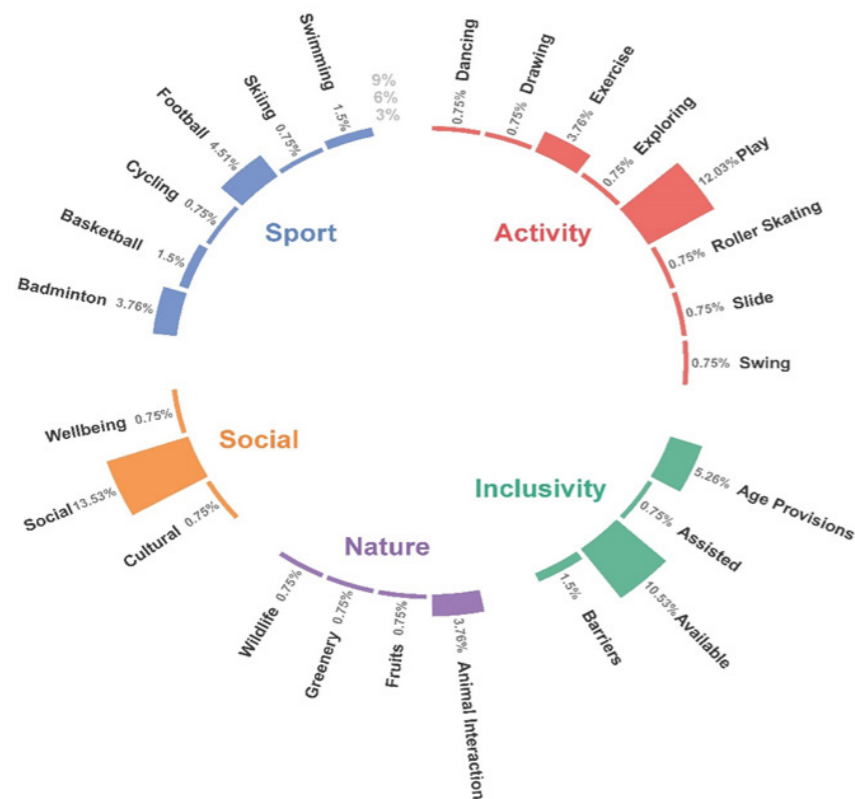 9%
6%
3%
Dancing 0.75%
Drawing 0.75%
Exercise 3.76%
Exploring 0.75%
12.03% Play
0.75% Roller Skating
0.75% Slide
0.75% Swing
Activity
5.26% Age Provisions
0.75% Assisted
10.53% Available
1.5% Barriers
Inclusivity
3.76% Animal Interaction
0.75% Fruits
0.75% Greenery
0.75% Wildlife
Nature
Cultural 0.75%
Social 13.53%
Wellbeing 0.75%
Social
Badminton 3.76%
Basketball 1.5%
Cycling 0.75%
Football 4.51%
Skiing 0.75%
Swimming 1.5%
Sport